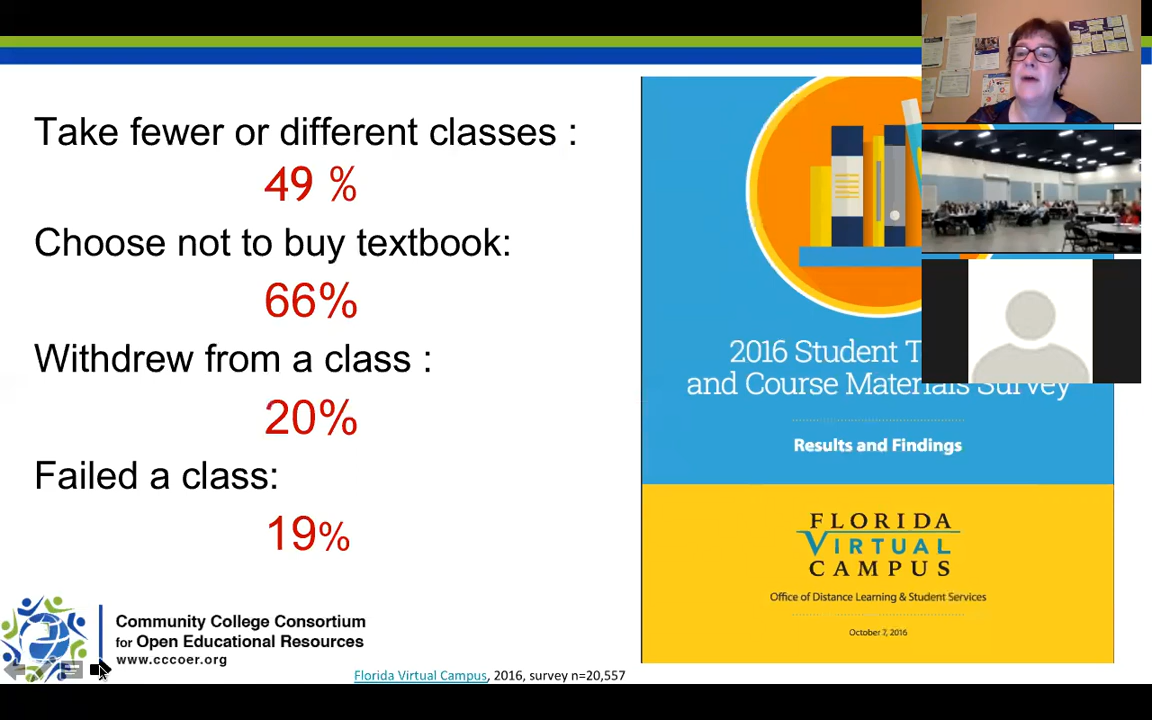 Take fewer or different classes :
49 %
Choose not to buy textbook:
66%
Withdrew from a class :
20%
Failed a class:
19%
Community College Consortium
for Open Educational Resources
www.cccoer.org
Florida Virtual Campus, 2016, survey n=20,557
2016 Student
and Course Materials Survey
Results and Findings
FLORIDA
VIRTUAL
CAMPUS
Office of Distance Learning & Student Services
October 7, 2016